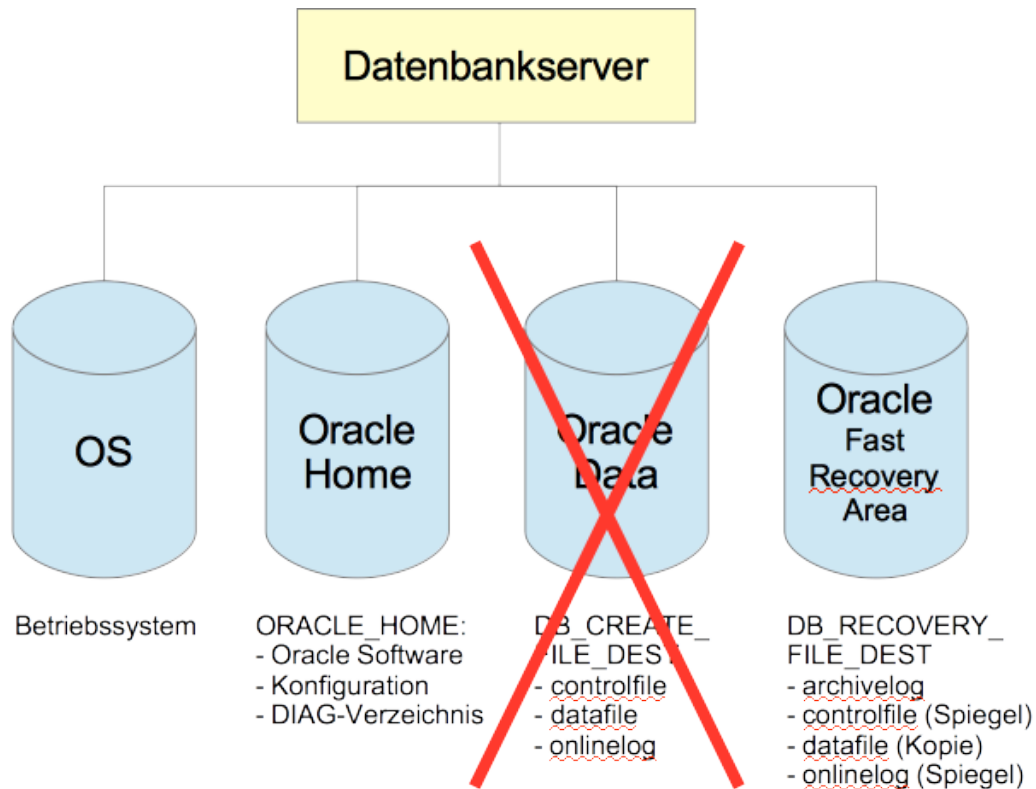 Datenbankserver
OS
Oracle
Home
Oracle
Data
Oracle
Fast
Recovery
Area
Betriebssystem
ORACLE_HOME:
- Oracle Software
- Konfiguration
- DIAG-Verzeichnis
DB_CREATE_
FILE_DEST
- controlfile
- datafile
- onlinelog
DB_RECOVERY_
FILE_DEST
- archivelog
- controlfile (Spiegel)
- datafile (Kopie)
- onlinelog (Spiegel)